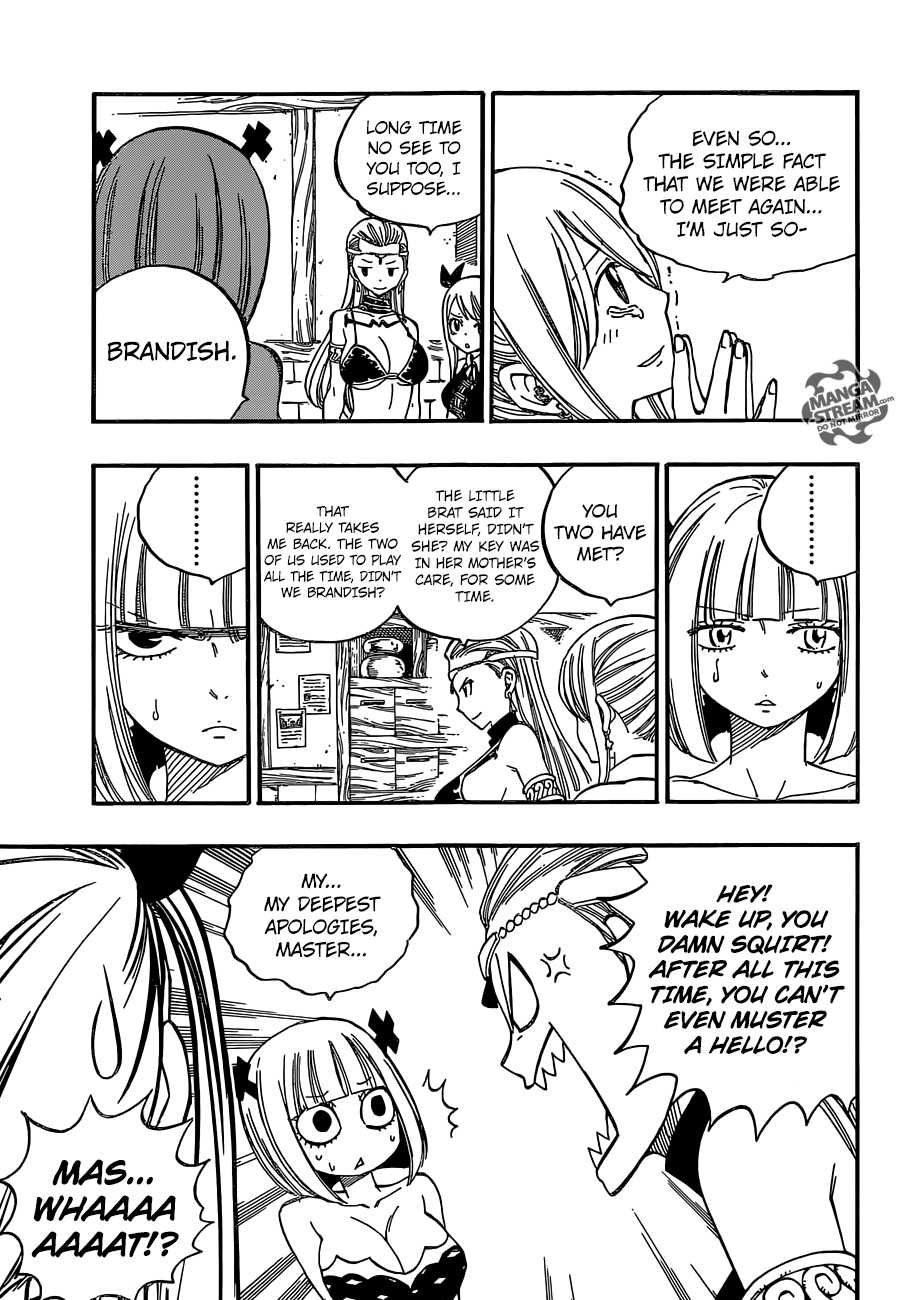 EVEN SO...
THE SIMPLE FACT
THAT WE WERE ABLE
TO MEET AGAIN...
I'M JUST SO-
LONG TIME
NO SEE TO
YOU TOO, I
SUPPOSE...
BRANDISH.
MANGA
STREAM.com
DO NOT MIRROR
.........
YOU
TWO HAVE
MET?
THE LITTLE
BRAT SAID IT
HERSELF, DIDN'T
SHE? MY KEY WAS
IN HER MOTHER'S
CARE, FOR SOME
TIME.
THAT
REALLY TAKES
ME BACK. THE TWO
OF US USED TO PLAY
ALL THE TIME, DIDN'T
WE BRANDISH?
.........
HEY!
WAKE UP, YOU
DAMN SQUIRT!
AFTER ALL THIS
TIME, YOU CAN'T
EVEN MUSTER
A HELLO!?
MY...
MY DEEPEST
APOLOGIES,
MASTER...
MAS...
WHAAAA
AAAAT!?